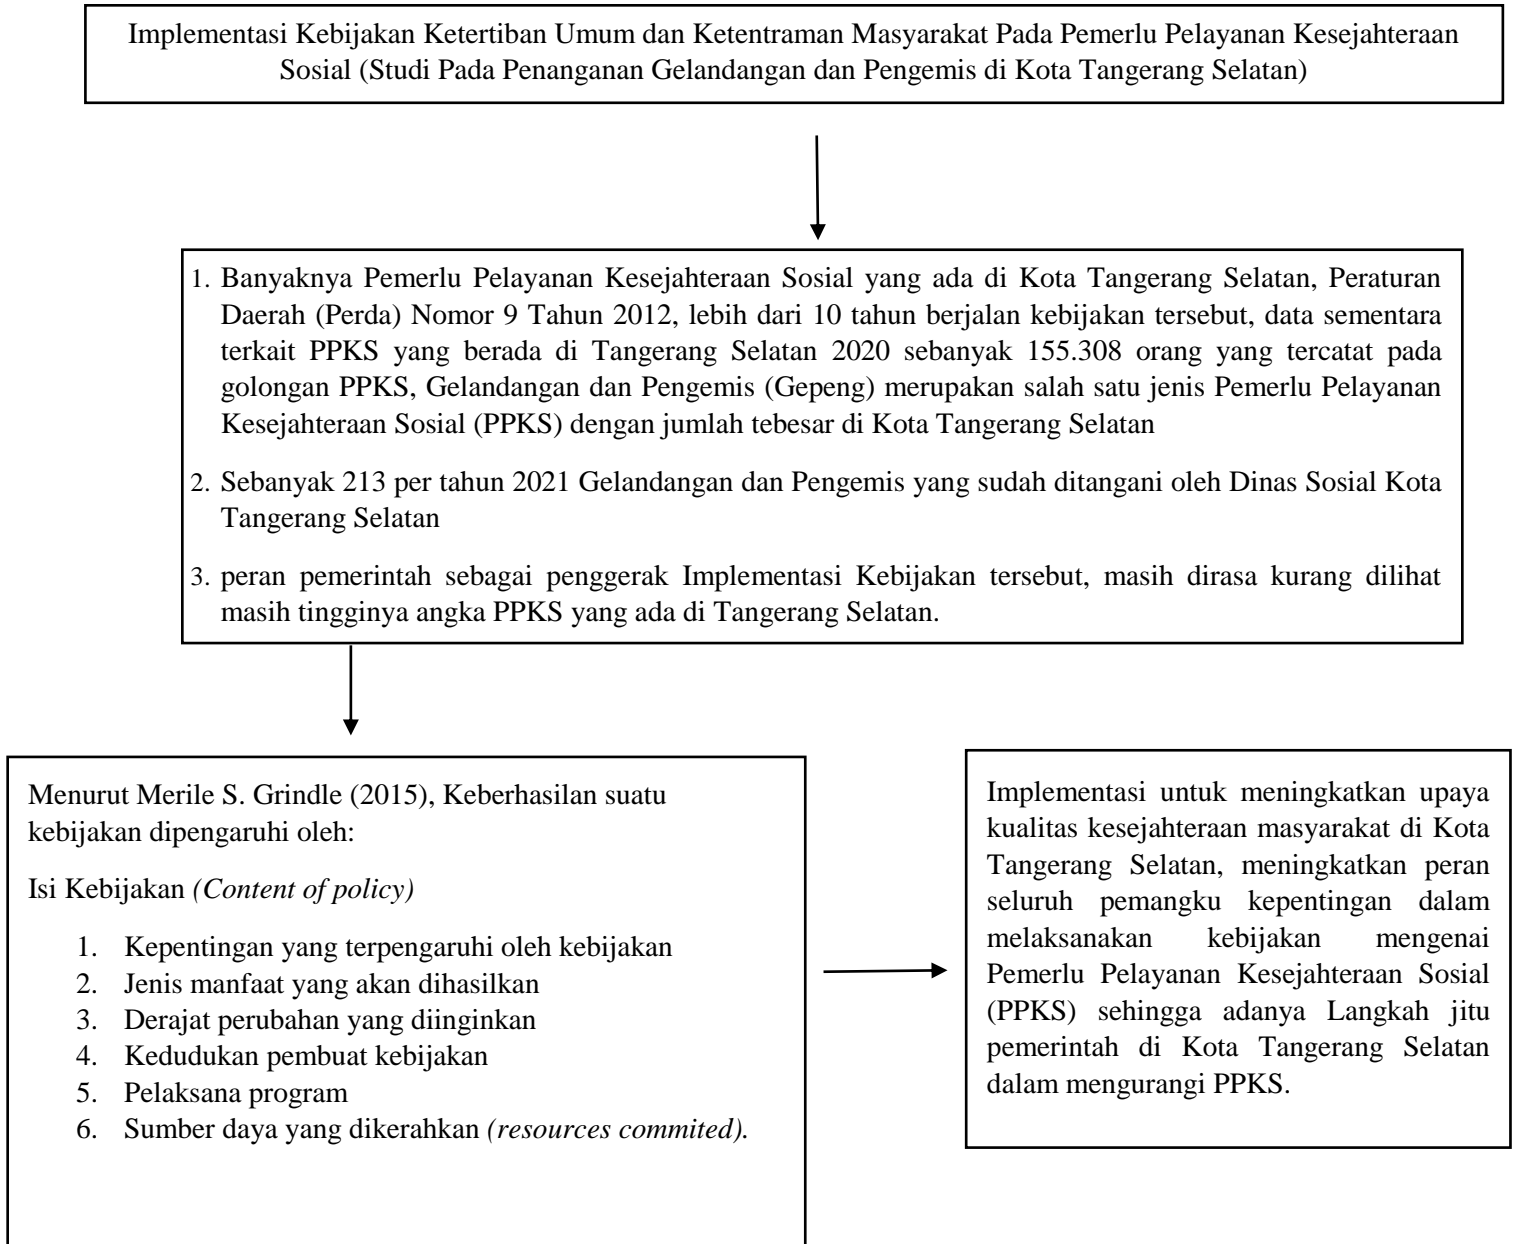 Implementasi Kebijakan Ketertiban Umum dan Ketentraman Masyarakat Pada Pemerlu Pelayanan Kesejahteraan
Sosial (Studi Pada Penanganan Gelandangan dan Pengemis di Kota Tangerang Selatan)
1. Banyaknya Pemerlu Pelayanan Kesejahteraan Sosial yang ada di Kota Tangerang Selatan, Peraturan
Daerah (Perda) Nomor 9 Tahun 2012, lebih dari 10 tahun berjalan kebijakan tersebut, data sementara
terkait PPKS yang berada di Tangerang Selatan 2020 sebanyak 155.308 orang yang tercatat pada
golongan PPKS, Gelandangan dan Pengemis (Gepeng) merupakan salah satu jenis Pemerlu Pelayanan
Kesejahteraan Sosial (PPKS) dengan jumlah tebesar di Kota Tangerang Selatan
2. Sebanyak 213 per tahun 2021 Gelandangan dan Pengemis yang sudah ditangani oleh Dinas Sosial Kota
Tangerang Selatan
3. peran pemerintah sebagai penggerak Implementasi Kebijakan tersebut, masih dirasa kurang dilihat
masih tingginya angka PPKS yang ada di Tangerang Selatan.
Menurut Merile S. Grindle (2015), Keberhasilan suatu
kebijakan dipengaruhi oleh:
Isi Kebijakan (Content of policy)
1. Kepentingan yang terpengaruhi oleh kebijakan
2. Jenis manfaat yang akan dihasilkan
3. Derajat perubahan yang diinginkan
4. Kedudukan pembuat kebijakan
5. Pelaksana program
6. Sumber daya yang dikerahkan (resources commited).
Implementasi untuk meningkatkan upaya
kualitas kesejahteraan masyarakat di Kota
Tangerang Selatan, meningkatkan peran
seluruh pemangku kepentingan dalam
melaksanakan kebijakan mengenai
Pemerlu Pelayanan Kesejahteraan Sosial
(PPKS) sehingga adanya Langkah jitu
pemerintah di Kota Tangerang Selatan
dalam mengurangi PPKS.